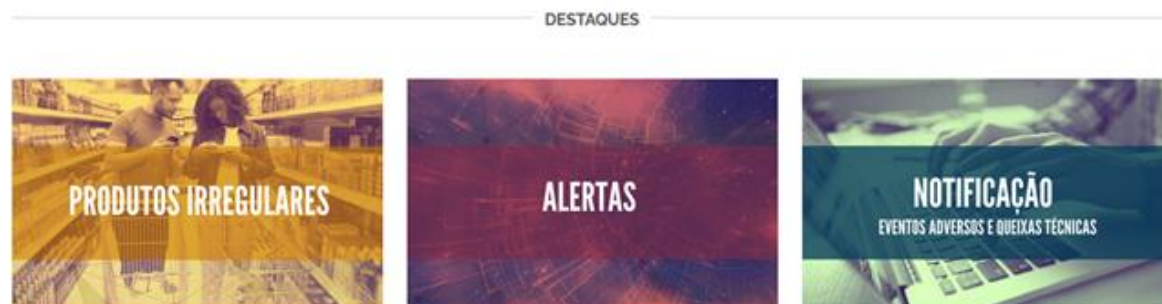 DESTAQUES
PRODUTOS IRREGULARES
ALERTAS
NOTIFICAÇÃO
EVENTOS ADVERSOS E QUEIXAS TÉCNICAS